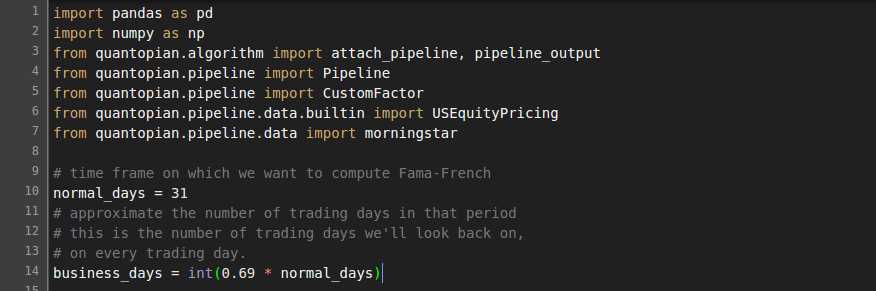 1 import pandas as pd
2 import numpy as np
3 from quantopian.algorithm import attach_pipeline, pipeline_output
4 from quantopian.pipeline import Pipeline
5 from quantopian.pipeline import CustomFactor
6 from quantopian.pipeline.data.builtin import USEquityPricing
7 from quantopian.pipeline.data import morningstar
8
9 # time frame on which we want to compute Fama-French
10 normal_days = 31
11 # approximate the number of trading days in that period
12 # this is the number of trading days we'll look back on,
13 # on every trading day.
14 business_days = int(0.69 * normal_days)
15